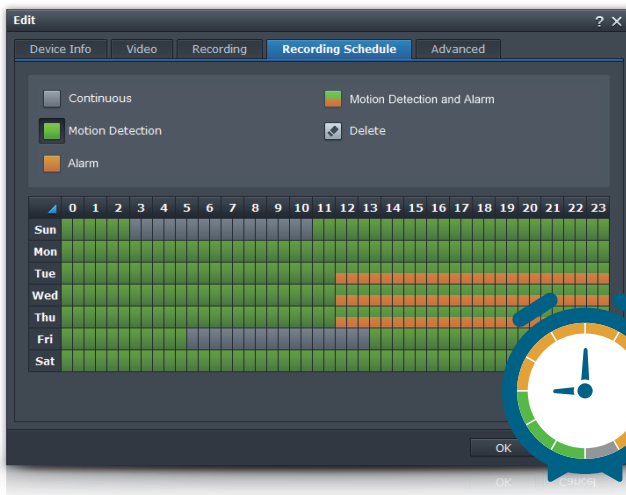 Edit ? ×
Device Info Video Recording Recording Schedule Advanced
Continuous Motion Detection and Alarm
Motion Detection Delete
Alarm
0 1 2 3 4 5 6 7 8 9 10 11 12 13 14 15 16 17 18 19 20 21 22 23
Sun
Mon
Tue
Wed
Thu
Fri
Sat
OK
OK Cancel